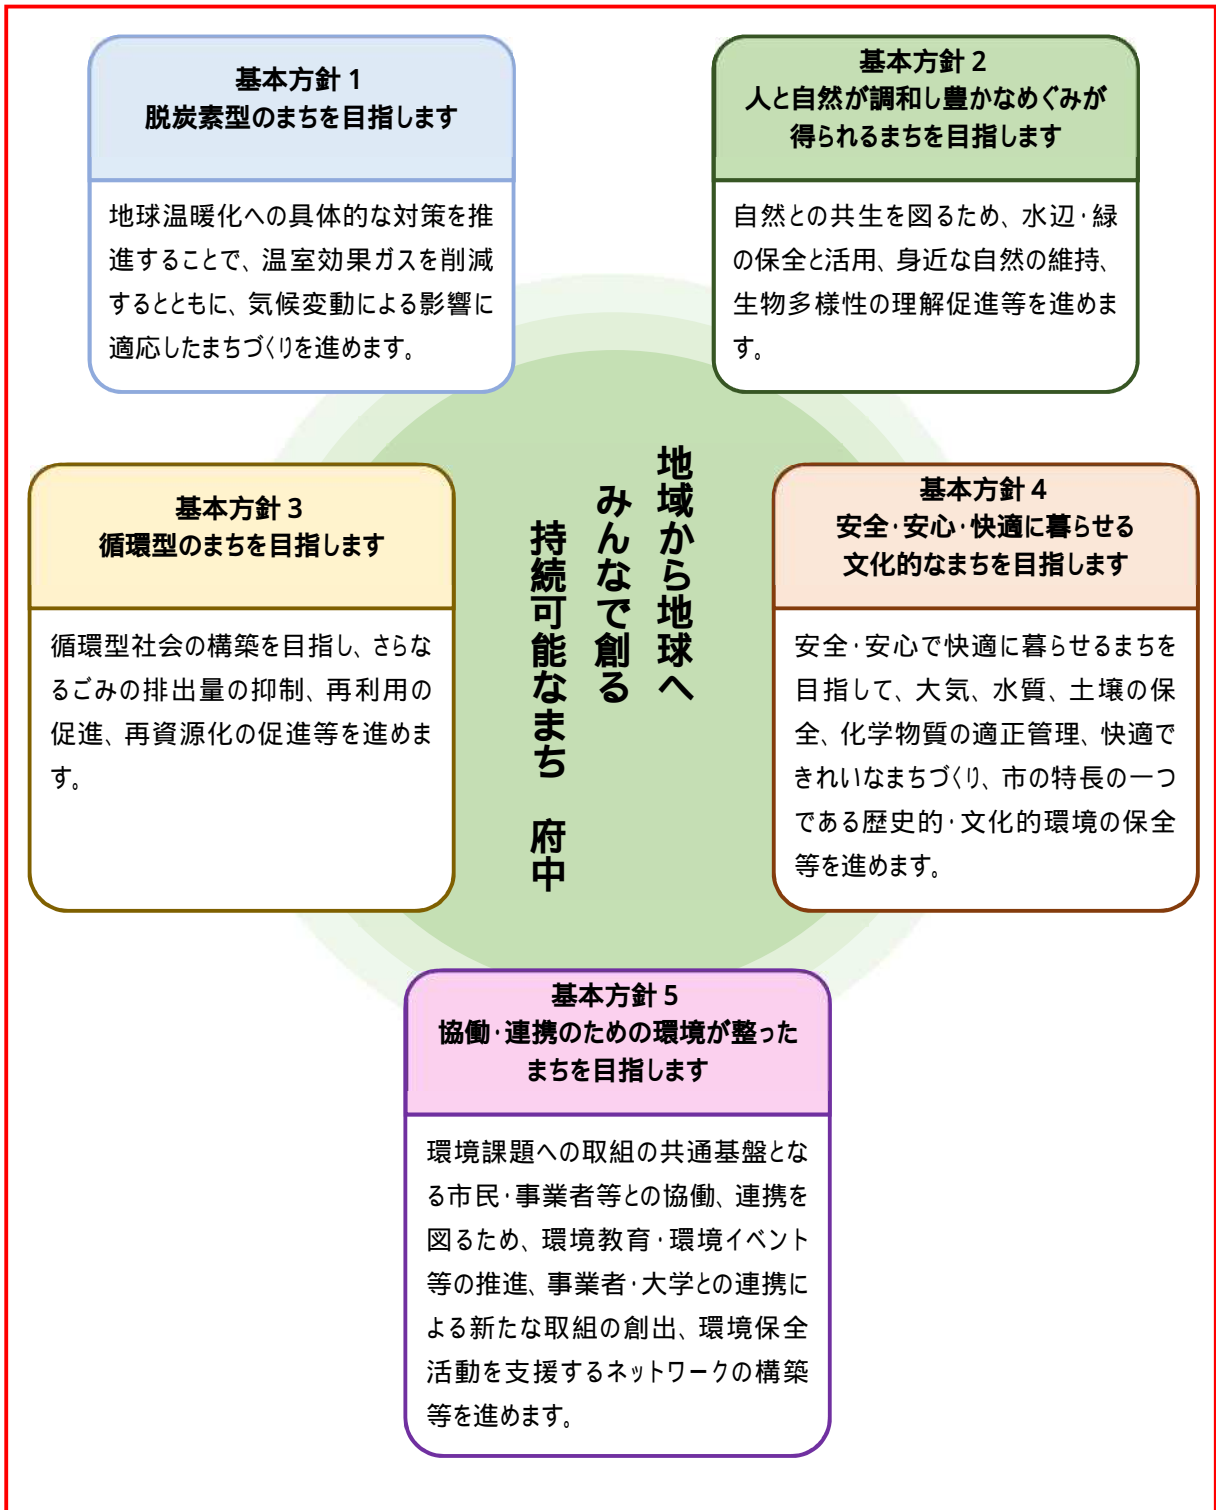 基本方針 1
脱炭素型のまちを目指します
地球温暖化への具体的な対策を推
進することで、温室効果ガスを削減
するとともに、気候変動による影響に
適応したまちづくりを進めます。
基本方針 2
人と自然が調和し豊かなめぐみが
得られるまちを目指します
自然との共生を図るため、水辺・緑
の保全と活用、身近な自然の維持、
生物多様性の理解促進等を進めま
す。
基本方針 3
循環型のまちを目指します
循環型社会の構築を目指し、さらな
るごみの排出量の抑制、再利用の
促進、再資源化の促進等を進めま
す。
地域から地球へ
みんなで創る
持続可能なまち　府中
基本方針 4
安全・安心・快適に暮らせる
文化的なまちを目指します
安全・安心で快適に暮らせるまちを
目指して、大気、水質、土壌の保
全、化学物質の適正管理、快適で
きれいなまちづくり、市の特長の一つ
である歴史的・文化的環境の保全
等を進めます。
基本方針 5
協働・連携のための環境が整った
まちを目指します
環境課題への取組の共通基盤とな
る市民・事業者等との協働、連携を
図るため、環境教育・環境イベント
等の推進、事業者・大学との連携に
よる新たな取組の創出、環境保全
活動を支援するネットワークの構築
等を進めます。